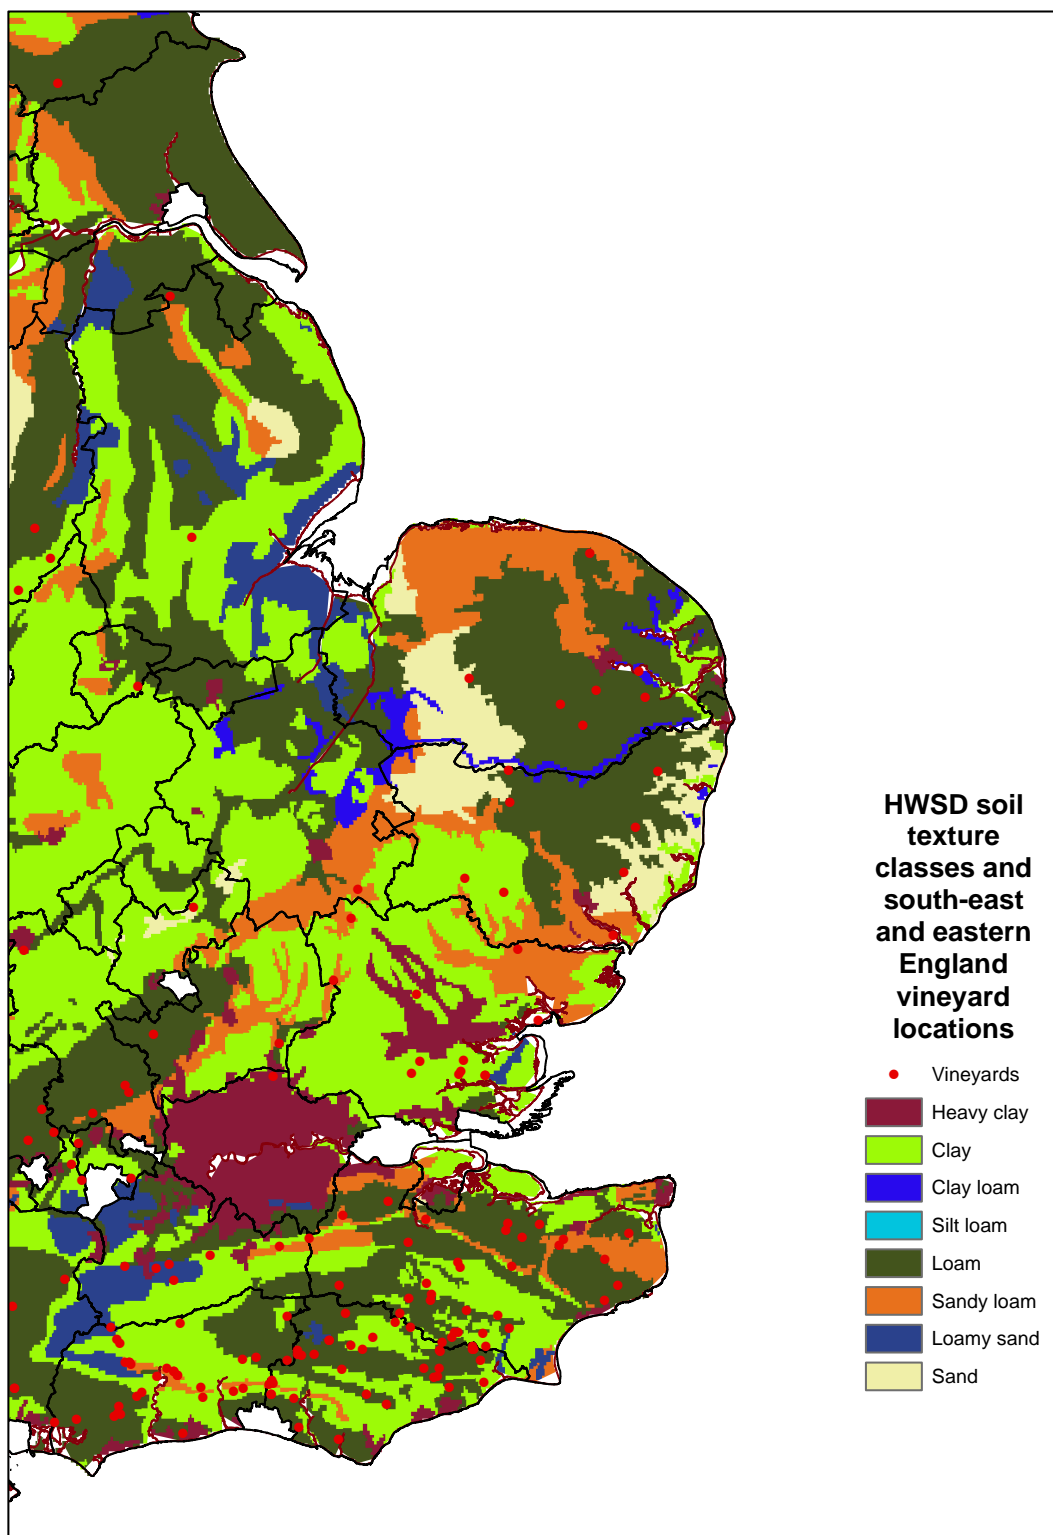 HWSD soil
texture
classes and
south-east
and eastern
England
vineyard
locations
Vineyards
Heavy clay
Clay
Clay loam
Silt loam
Loam
Sandy loam
Loamy sand
Sand